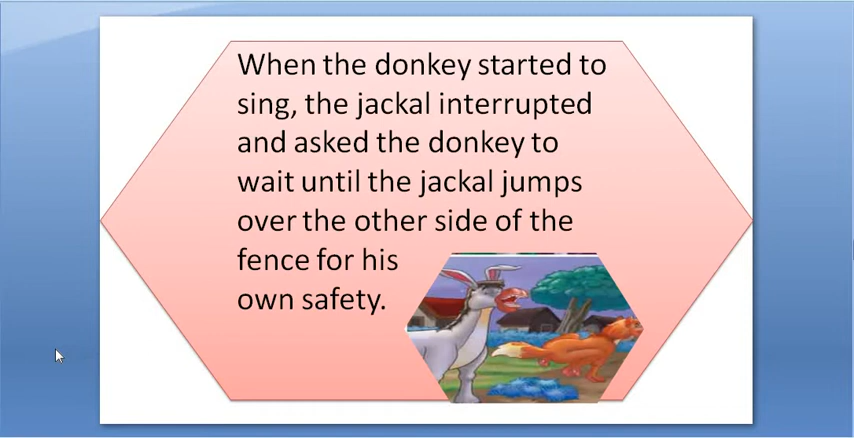 When the donkey started to
sing, the jackal interrupted
and asked the donkey to
wait until the jackal jumps
over the other side of the
fence for his
own safety.